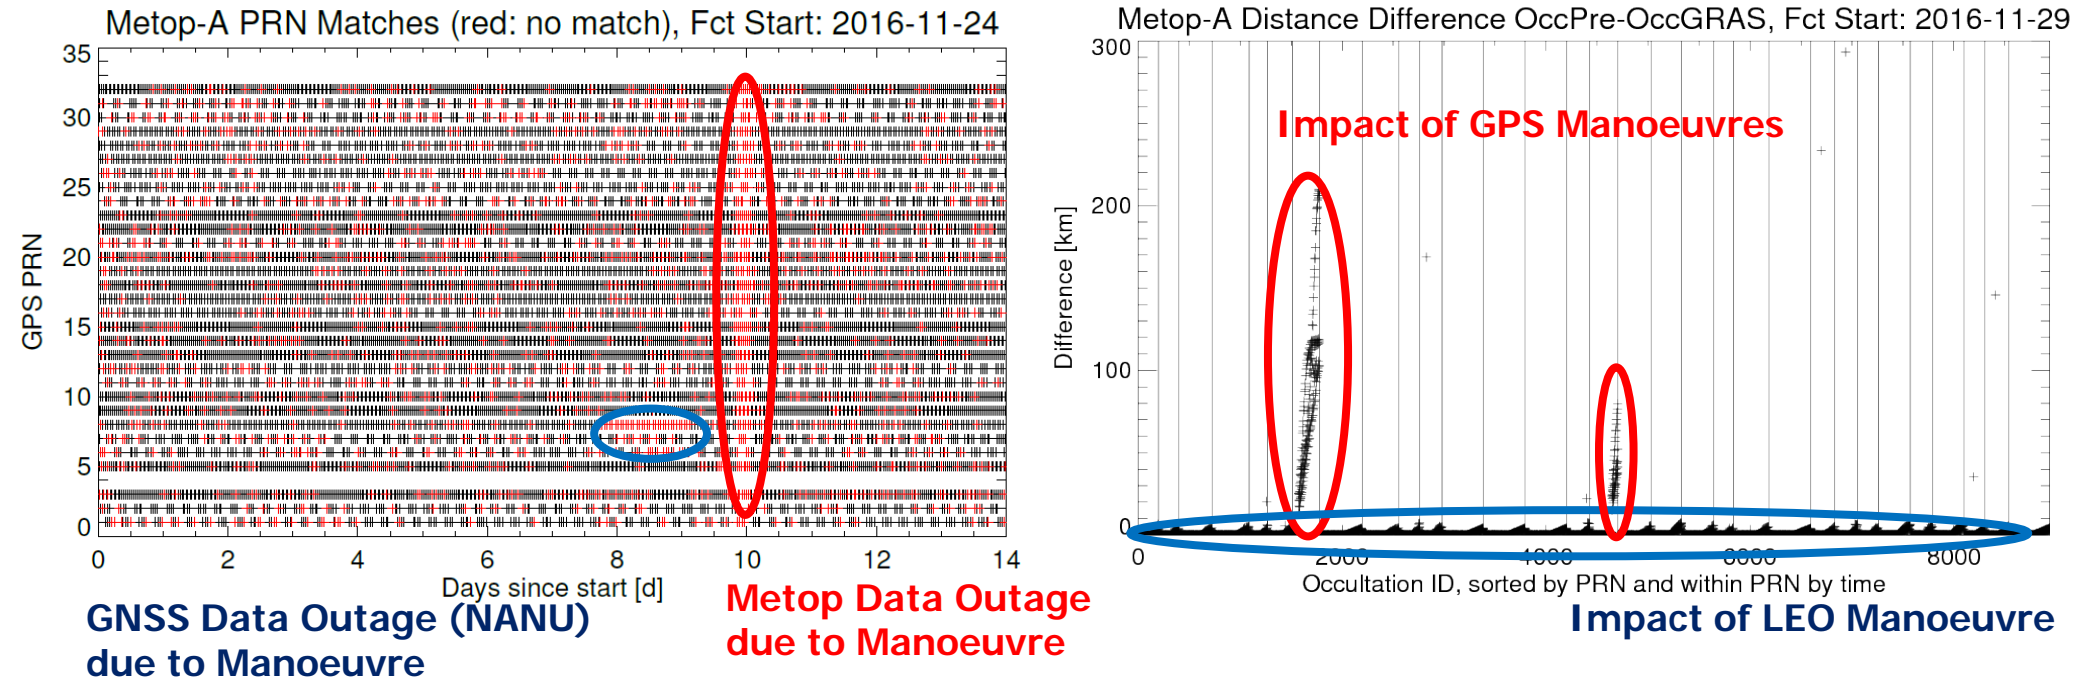 Metop-A PRN Matches (red: no match), Fct Start: 2016-11-24
35
30
25
20
15
10
5
0
GPS PRN
0 2 4 6 8 10 12 14
Days since start [d]
GNSS Data Outage (NANU)
due to Manoeuvre
Metop Data Outage
due to Manoeuvre
Metop-A Distance Difference OccPre-OccGRAS, Fct Start: 2016-11-29
300
200
100
0
Difference [km]
Impact of GPS Manoeuvres
0 2000 4000 6000 8000
Occultation ID, sorted by PRN and within PRN by time
Impact of LEO Manoeuvre